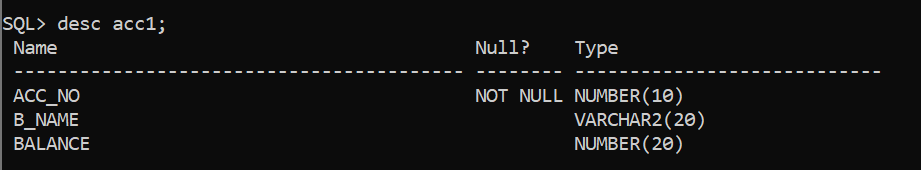 SQL> desc acc1;
Name Null? Type
----------------------------------------- -------- ----------------------------
ACC_NO NOT NULL NUMBER(10)
B_NAME VARCHAR2(20)
BALANCE NUMBER(20)